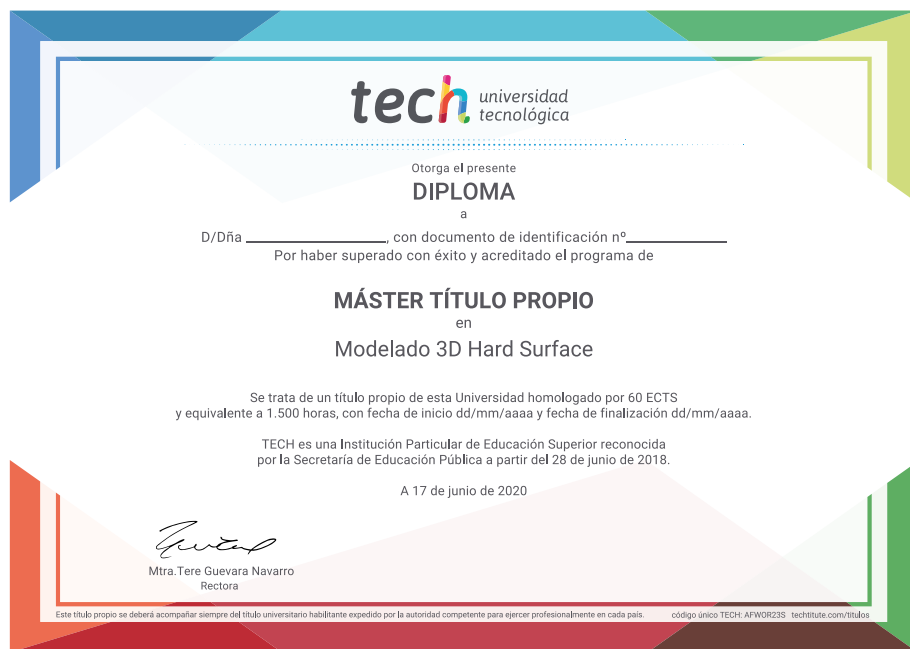 tech universidad
tecnológica
Otorga el presente
DIPLOMA
a
D/Dña ____________________, con documento de identificación nº______________
Por haber superado con éxito y acreditado el programa de
MÁSTER TÍTULO PROPIO
en
Modelado 3D Hard Surface
Se trata de un título propio de esta Universidad homologado por 60 ECTS
y equivalente a 1.500 horas, con fecha de inicio dd/mm/aaaa y fecha de finalización dd/mm/aaaa.
TECH es una Institución Particular de Educación Superior reconocida
por la Secretaría de Educación Pública a partir del 28 de junio de 2018.
A 17 de junio de 2020
Mtra.Tere Guevara Navarro
Rectora
Este título propio se deberá acompañar siempre del título universitario habilitante expedido por la autoridad competente para ejercer profesionalmente en cada país. código único TECH: AFWOR23S techtitute.com/titulos